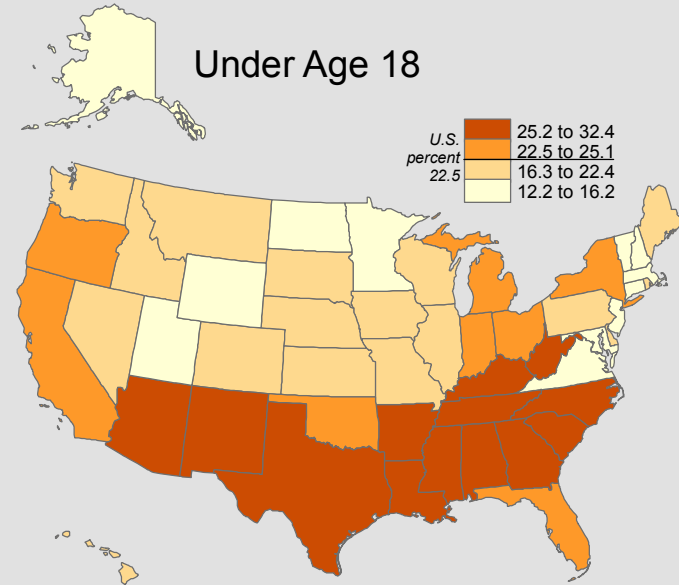 Under Age 18
U.S.
percent
22.5
25.2 to 32.4
22.5 to 25.1
16.3 to 22.4
12.2 to 16.2